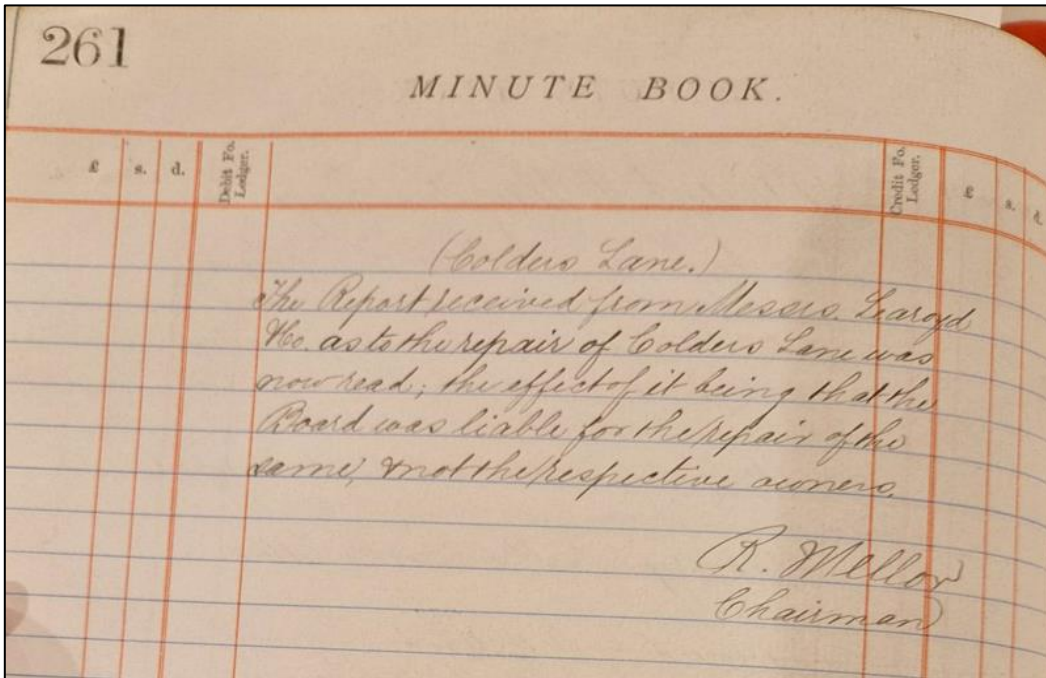 261
MINUTE BOOK.
£ s. d. Debit Fo. Ledger. Credit Fo. Ledger. £ s. d.
(Colders Lane.)
The Report received from Messrs. Learoyd
&Co. as to the repair of Colders Lane was
now read; the effect of it being that the
Board was liable for the repair of the
same, & not the respective owners.
R. Mellor
Chairman